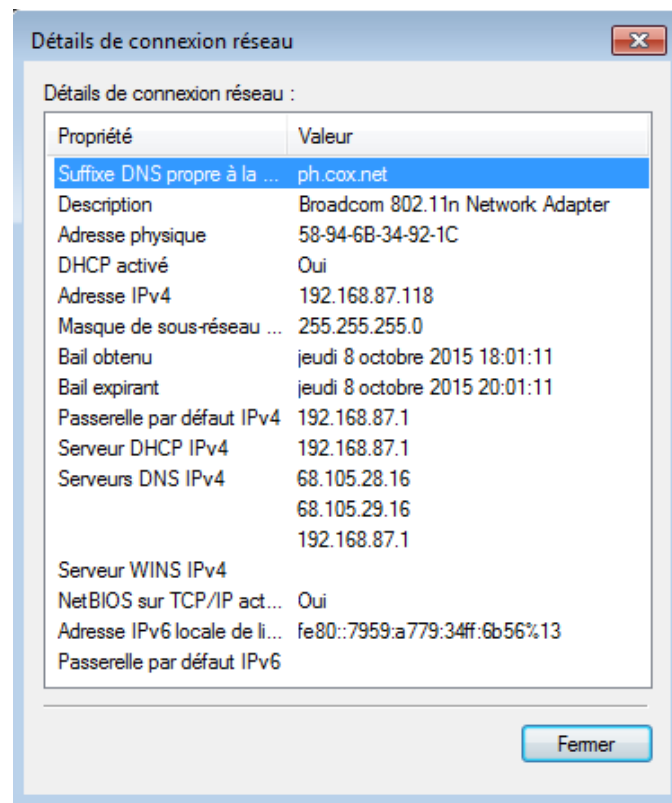 Détails de connexion réseau
Détails de connexion réseau :
Propriété Valeur
Suffixe DNS propre à la ... ph.cox.net
Description Broadcom 802.11n Network Adapter
Adresse physique 58-94-6B-34-92-1C
DHCP activé Oui
Adresse IPv4 192.168.87.118
Masque de sous-réseau ... 255.255.255.0
Bail obtenu jeudi 8 octobre 2015 18:01:11
Bail expirant jeudi 8 octobre 2015 20:01:11
Passerelle par défaut IPv4 192.168.87.1
Serveur DHCP IPv4 192.168.87.1
Serveurs DNS IPv4 68.105.28.16
68.105.29.16
192.168.87.1
Serveur WINS IPv4
NetBIOS sur TCP/IP act... Oui
Adresse IPv6 locale de li... fe80::7959:a779:34ff:6b56%13
Passerelle par défaut IPv6
Fermer